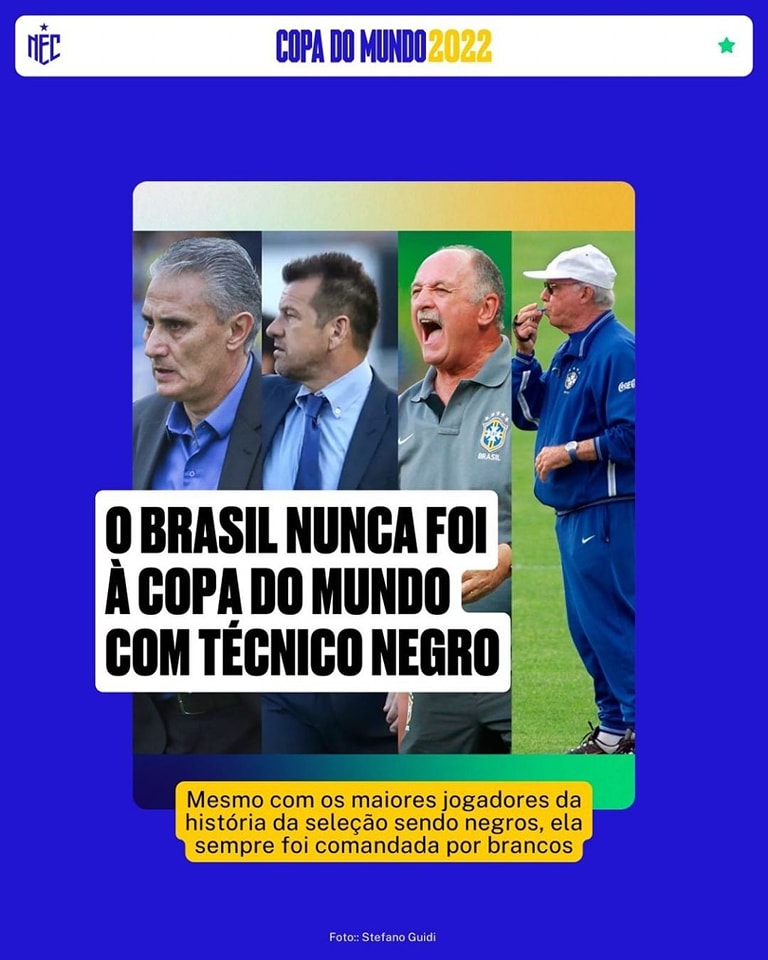 NEC
COPA DO MUNDO2022
BRASIL
O BRASIL NUNCA FOI
À COPA DO MUNDO
COM TÉCNICO NEGRO
Mesmo com os maiores jogadores da
história da seleção sendo negros, ela
sempre foi comandada por brancos
Foto:: Stefano Guidi